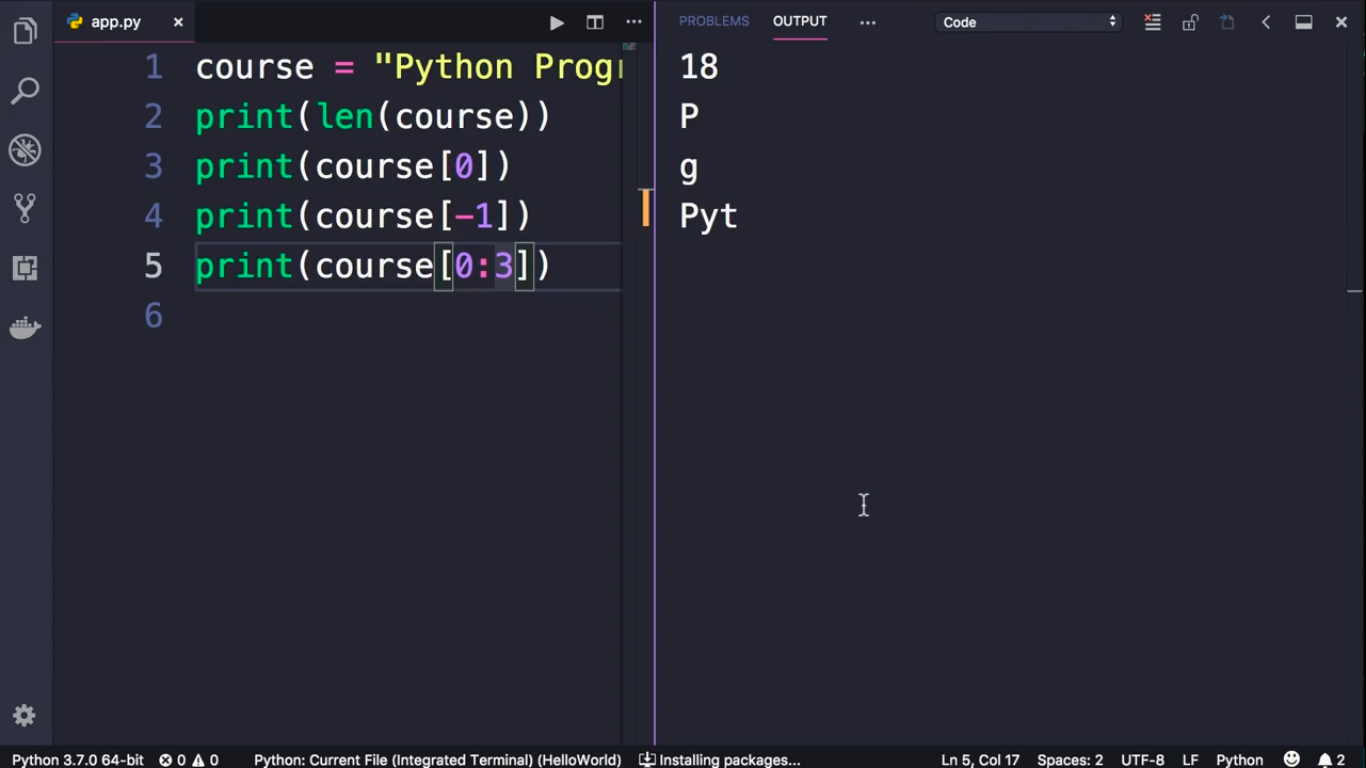 app.py
PROBLEMS OUTPUT
Code
1 course = "Python Prog
2 print(len(course))
3 print(course[0])
4 print(course[-1])
5 print(course[0:3])
6
18
P
g
Pyt
Python 3.7.0 64-bit 0 0 Python: Current File (Integrated Terminal) (HelloWorld) Installing packages... Ln 5, Col 17 Spaces: 2 UTF-8 LF Python 2